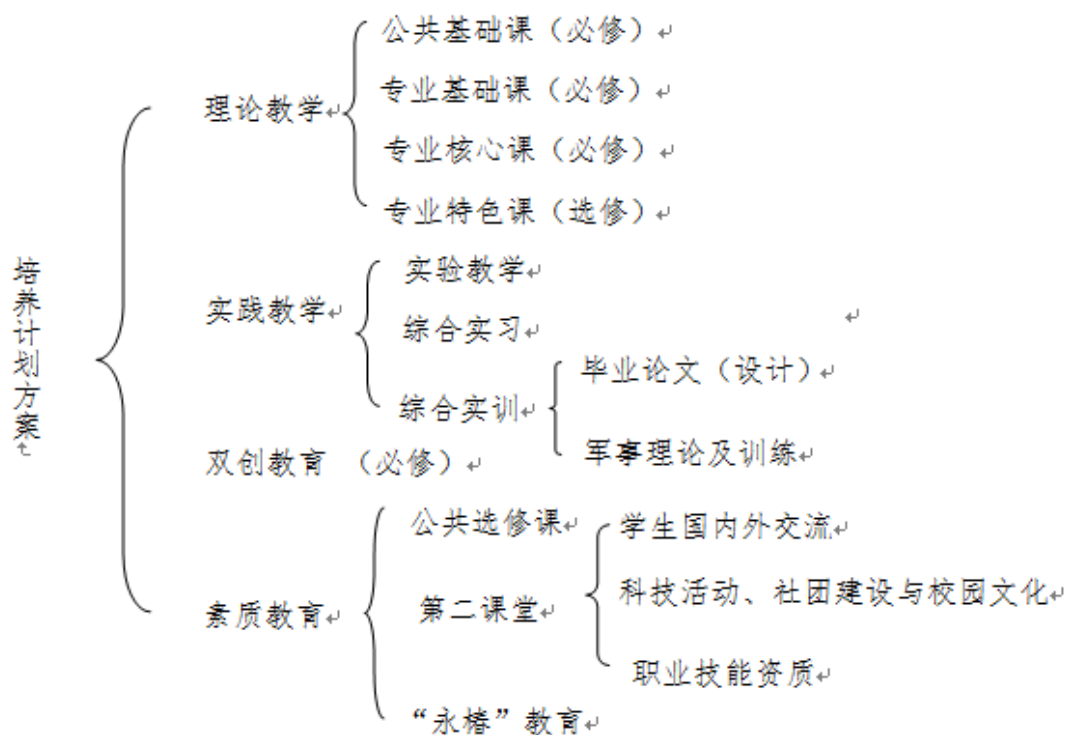 培养计划方案
理论教学
公共基础课（必修）
专业基础课（必修）
专业核心课（必修）
专业特色课（选修）
实践教学
实验教学
综合实习
综合实训
毕业论文（设计）
军事理论及训练
双创教育 （必修）
素质教育
公共选修课
第二课堂
学生国内外交流
科技活动、社团建设与校园文化
职业技能资质
“永椿”教育